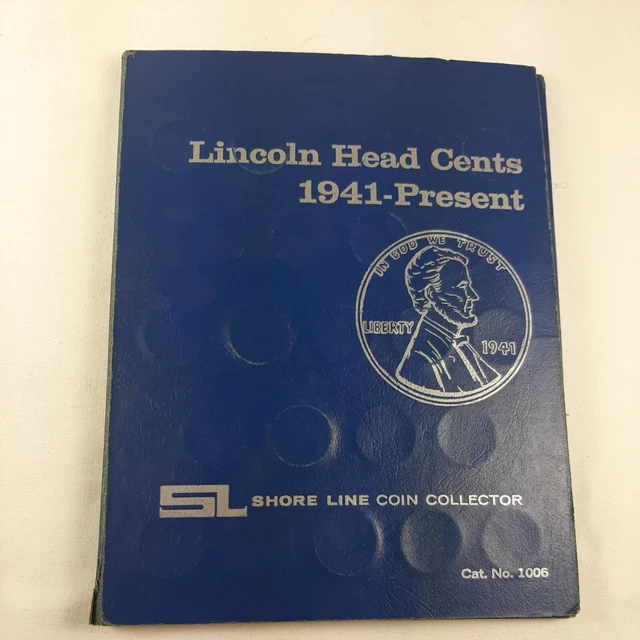 Lincoln Head Cents
1941-Present
IN GOD WE TRUST
LIBERTY
1941
SL SHORE LINE COIN COLLECTOR
Cat. No. 1006